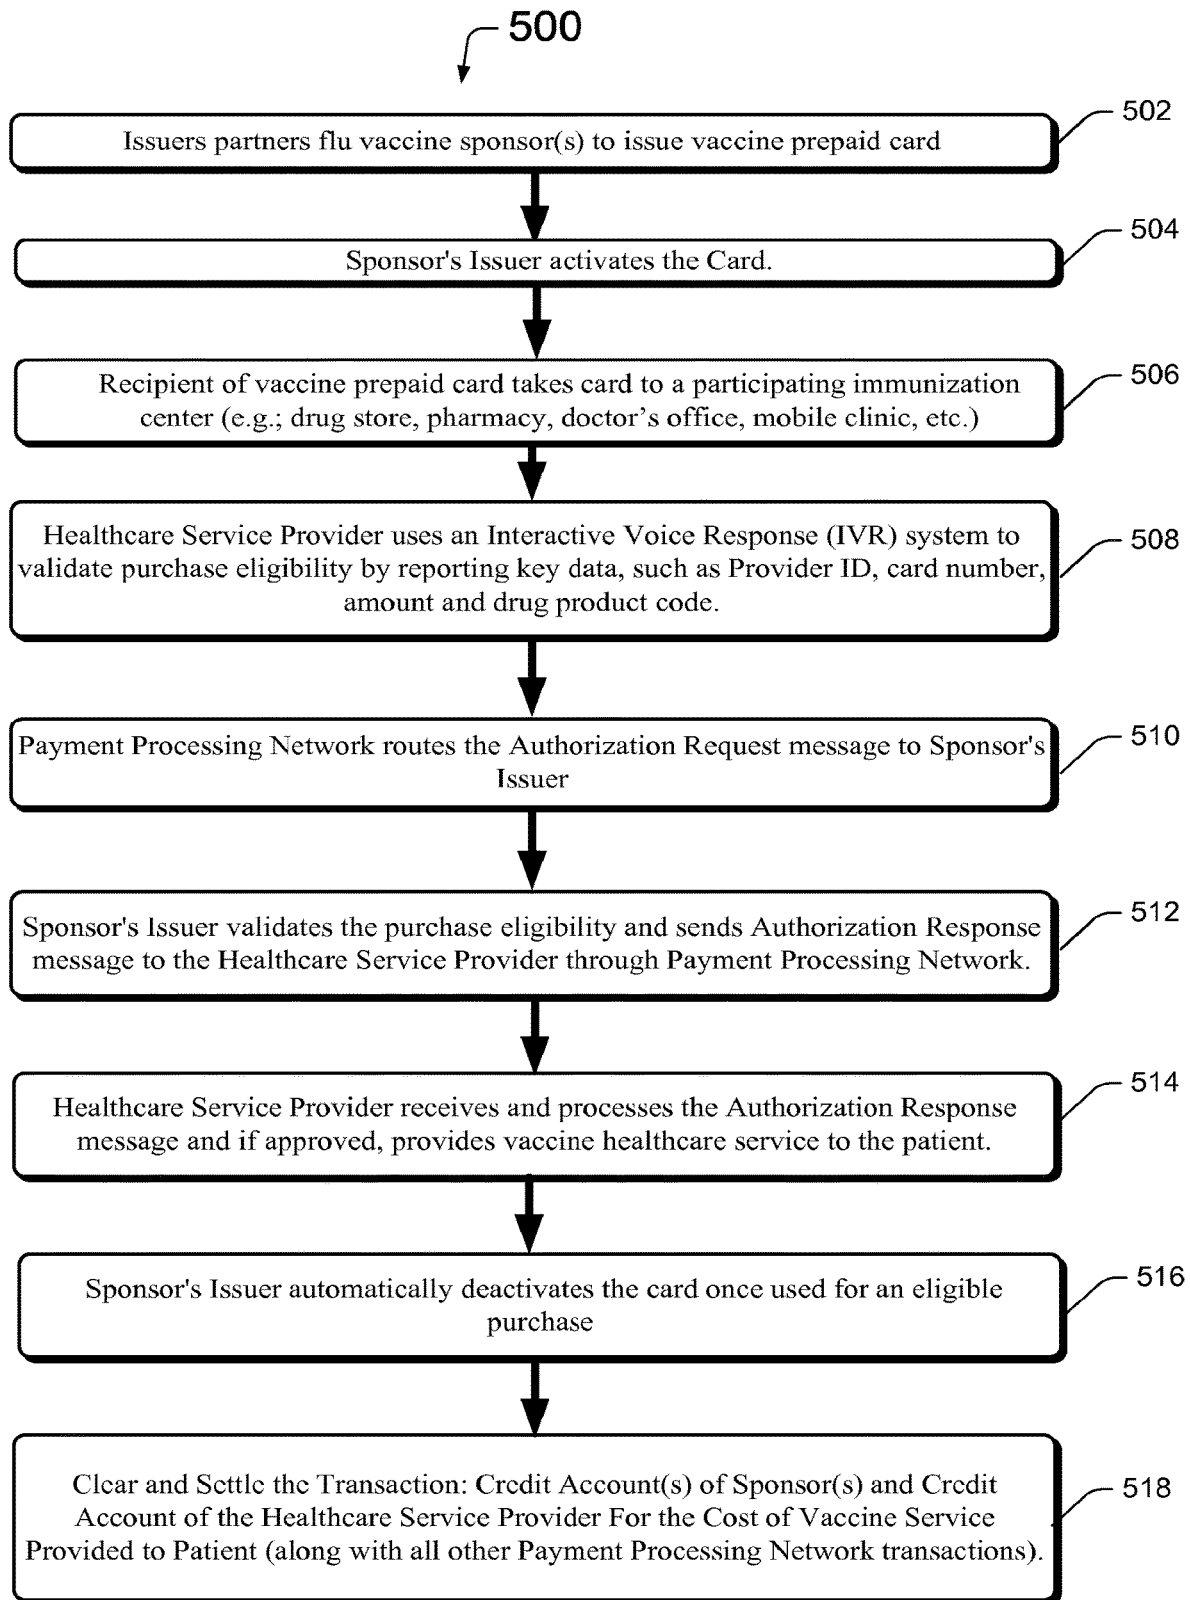 500
Issuers partners flu vaccine sponsor(s) to issue vaccine prepaid card
502
Sponsor's Issuer activates the Card.
504
Recipient of vaccine prepaid card takes card to a participating immunization
center (e.g.; drug store, pharmacy, doctor's office, mobile clinic, etc.)
506
Healthcare Service Provider uses an Interactive Voice Response (IVR) system to
validate purchase eligibility by reporting key data, such as Provider ID, card number,
amount and drug product code.
508
Payment Processing Network routes the Authorization Request message to Sponsor's
Issuer
510
Sponsor's Issuer validates the purchase eligibility and sends Authorization Response
message to the Healthcare Service Provider through Payment Processing Network.
512
Healthcare Service Provider receives and processes the Authorization Response
message and if approved, provides vaccine healthcare service to the patient.
514
Sponsor's Issuer automatically deactivates the card once used for an eligible
purchase
516
Clear and Settle the Transaction: Credit Account(s) of Sponsor(s) and Credit
Account of the Healthcare Service Provider For the Cost of Vaccine Service
Provided to Patient (along with all other Payment Processing Network transactions).
518